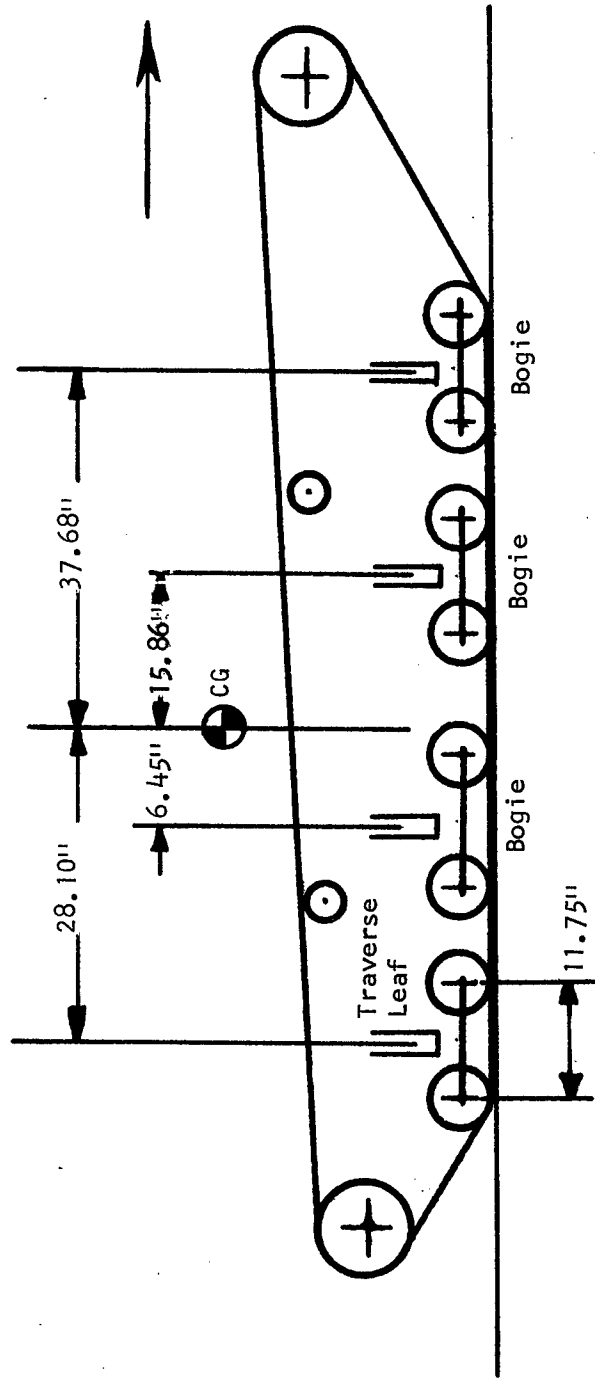 28.10"
37.68"
6.45"
15.86"
CG
Traverse
Leaf
Bogie
Bogie
Bogie
11.75"